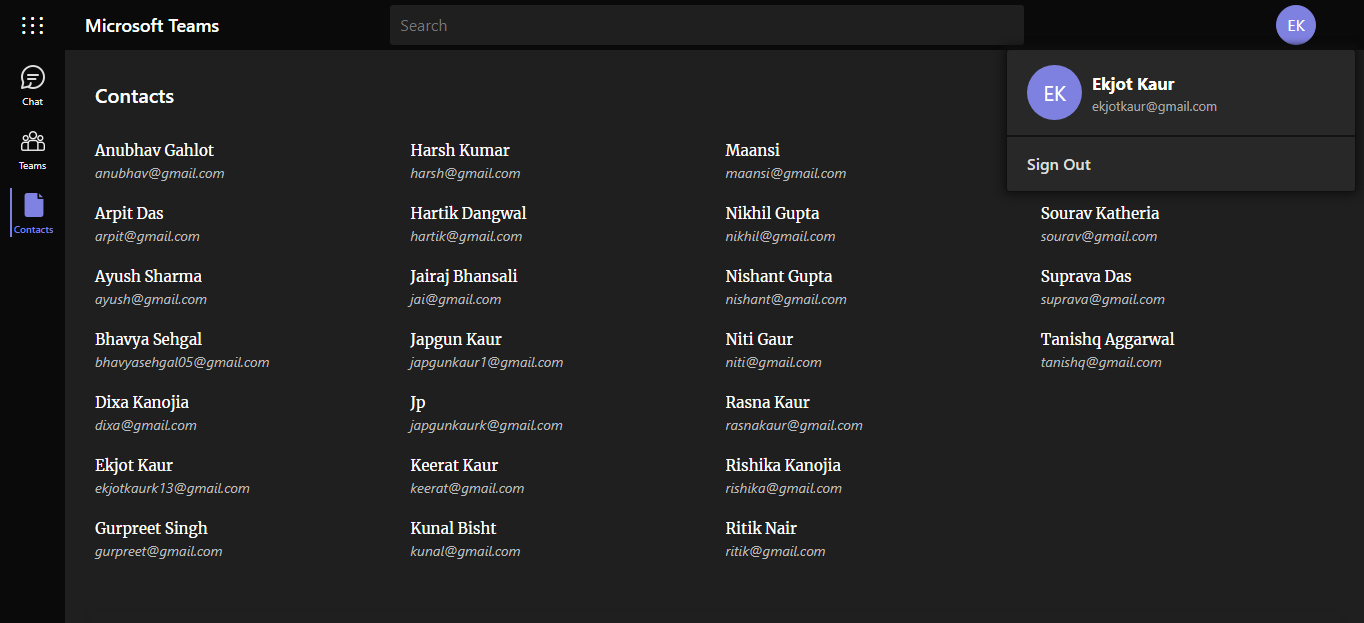 Microsoft Teams
Search
EK
Chat
Teams
Contacts
EK
Ekjot Kaur
ekjotkaur@gmail.com
Sign Out
Contacts
Anubhav Gahlot
anubhav@gmail.com
Arpit Das
arpit@gmail.com
Ayush Sharma
ayush@gmail.com
Bhavya Sehgal
bhavyasehgal05@gmail.com
Dixa Kanojia
dixa@gmail.com
Ekjot Kaur
ekjotkaurk13@gmail.com
Gurpreet Singh
gurpreet@gmail.com
Harsh Kumar
harsh@gmail.com
Hartik Dangwal
hartik@gmail.com
Jairaj Bhansali
jai@gmail.com
Japgun Kaur
japgunkaur1@gmail.com
Jp
japgunkaurk@gmail.com
Keerat Kaur
keerat@gmail.com
Kunal Bisht
kunal@gmail.com
Maansi
maansi@gmail.com
Nikhil Gupta
nikhil@gmail.com
Nishant Gupta
nishant@gmail.com
Niti Gaur
niti@gmail.com
Rasna Kaur
rasnakaur@gmail.com
Rishika Kanojia
rishika@gmail.com
Ritik Nair
ritik@gmail.com
Sourav Katheria
sourav@gmail.com
Suprava Das
suprava@gmail.com
Tanishq Aggarwal
tanishq@gmail.com